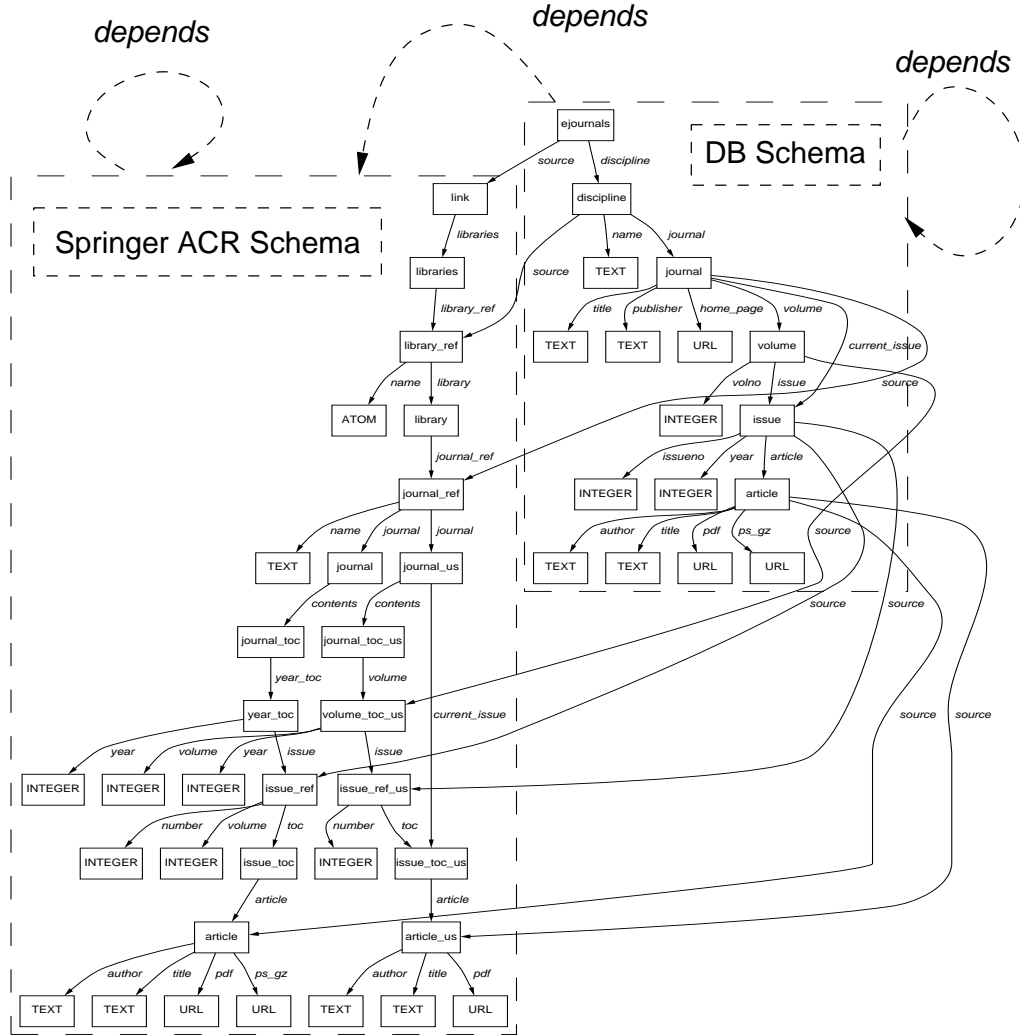 depends
depends
depends
ejournals
DB Schema
source
discipline
link
discipline
Springer ACR Schema
libraries
name
journal
libraries
source
TEXT
journal
library_ref
title
publisher
home_page
volume
library_ref
TEXT
TEXT
URL
volume
current_issue
name
library
volno
issue
source
ATOM
library
INTEGER
issue
journal_ref
issueno
year
article
journal_ref
INTEGER
INTEGER
article
name
journal
journal
author
title
pdf
ps_gz
source
TEXT
journal
journal_us
TEXT
TEXT
URL
URL
contents
contents
source
source
journal_toc
journal_toc_us
year_toc
volume
year_toc
volume_toc_us
current_issue
source
source
year
volume
year
issue
issue
INTEGER
INTEGER
INTEGER
issue_ref
issue_ref_us
number
volume
toc
number
toc
INTEGER
INTEGER
issue_toc
INTEGER
issue_toc_us
article
article
article
article_us
author
title
pdf
ps_gz
author
title
pdf
TEXT
TEXT
URL
URL
TEXT
TEXT
URL